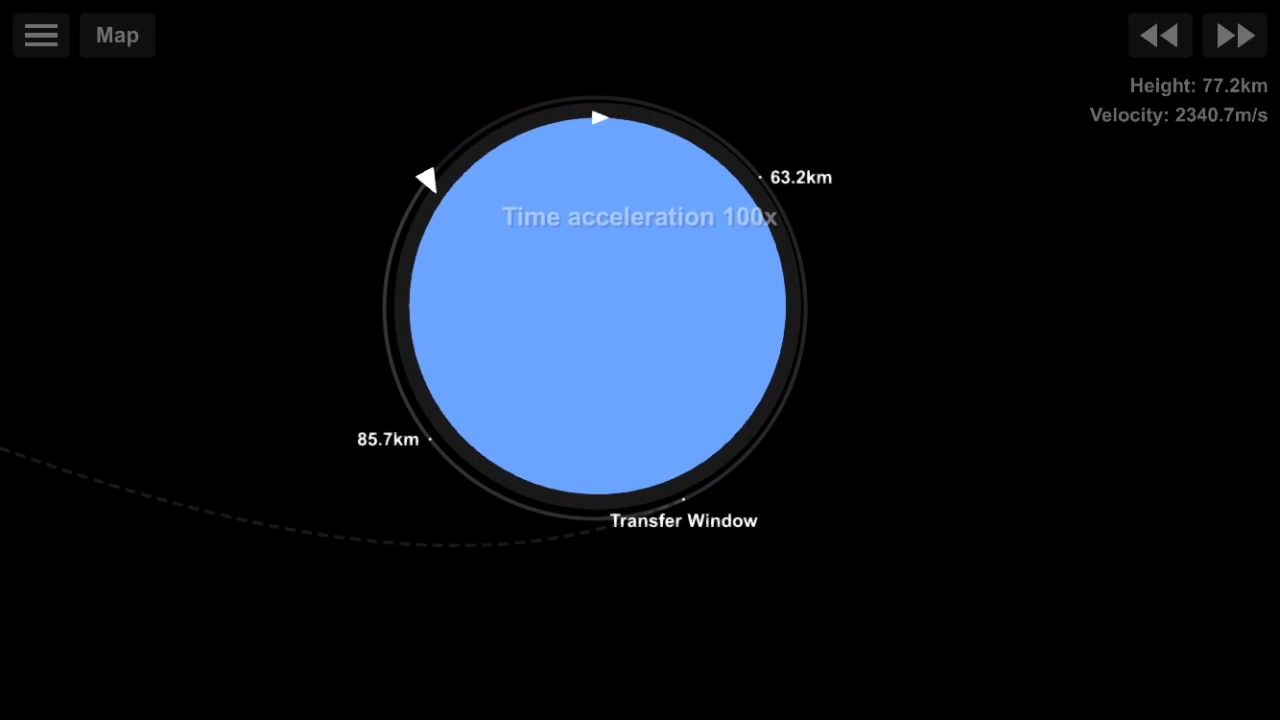 Map
Height: 77.2km
Velocity: 2340.7m/s
63.2km
Time acceleration 100x
85.7km
Transfer Window